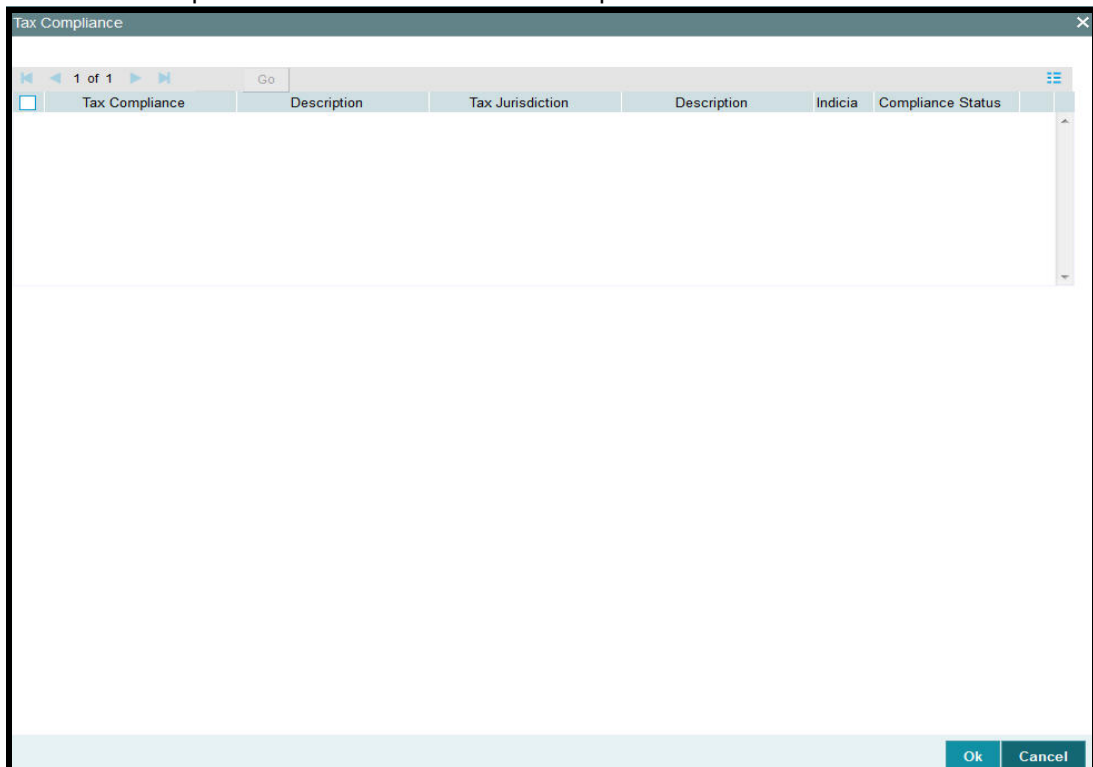 Tax Compliance
1 of 1 Go
Tax Compliance Description Tax Jurisdiction Description Indicia Compliance Status
Ok Cancel